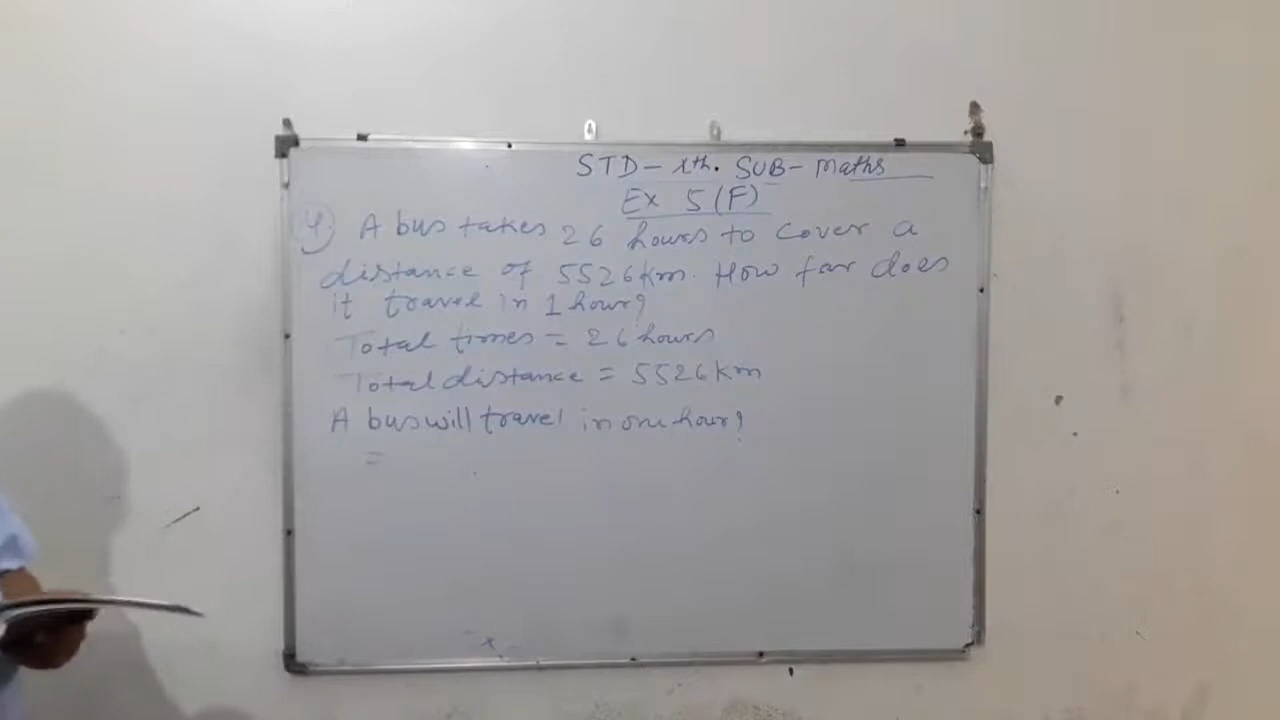 STD - th. SUB - Maths
Ex 5 (F)
4. A bus takes 26 hours to cover a
distance of 5526 km. How far does
it travel in 1 hour?
Total times = 26 hours
Total distance = 5526 km
A bus will travel in one hour?
=